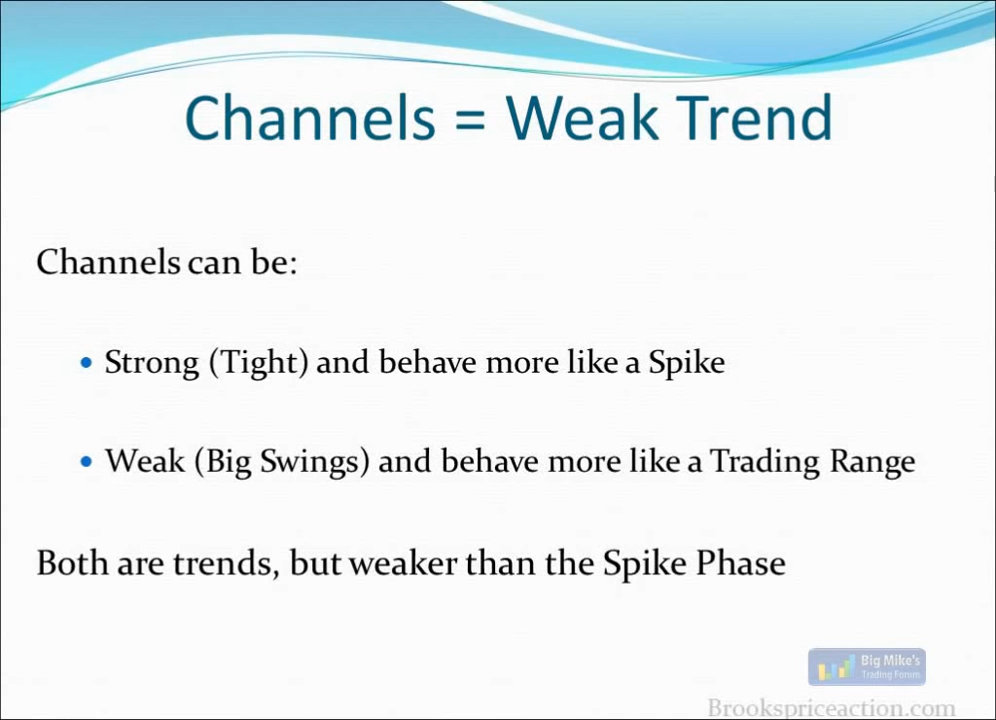 Channels = Weak Trend
Channels can be:
• Strong (Tight) and behave more like a Spike
• Weak (Big Swings) and behave more like a Trading Range
Both are trends, but weaker than the Spike Phase
Big Mike's
Trading Forum
Brookspriceaction.com